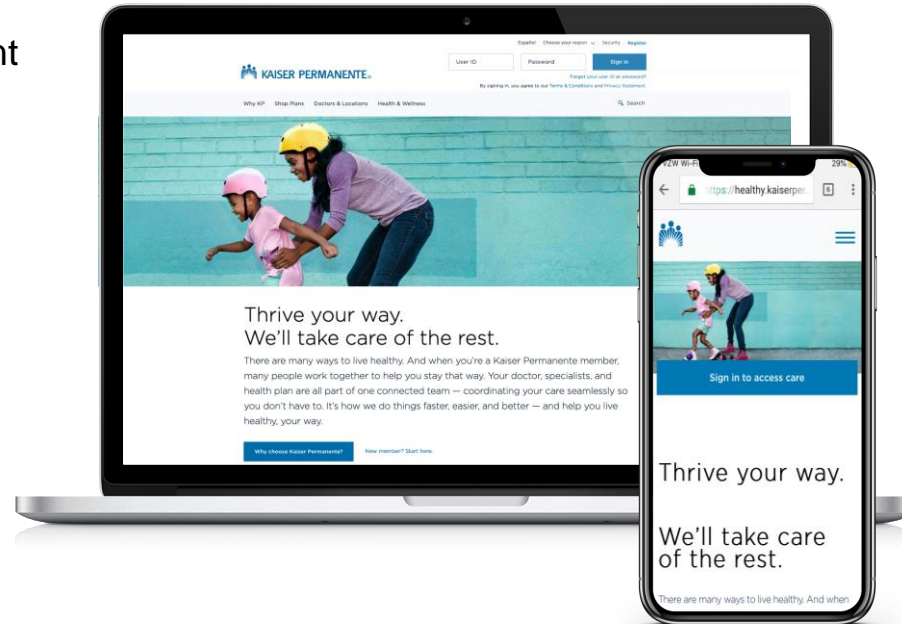 nt
Español Choose your region Security Register
KAISER PERMANENTE®
User ID Password Sign in
Forgot your user ID or password?
By signing in, you agree to our Terms & Conditions and Privacy Statement.
Why KP Shop Plans Doctors & Locations Health & Wellness Search
Thrive your way.
We'll take care of the rest.
There are many ways to live healthy. And when you're a Kaiser Permanente member,
many people work together to help you stay that way. Your doctor, specialists, and
health plan are all part of one connected team — coordinating your care seamlessly so
you don't have to. It's how we do things faster, easier, and better — and help you live
healthy, your way.
Why choose Kaiser Permanente? New member? Start here.
VZW Wi-Fi 29%
https://healthy.kaiserper... 6
Sign in to access care
Thrive your way.
We'll take care
of the rest.
There are many ways to live healthy. And when